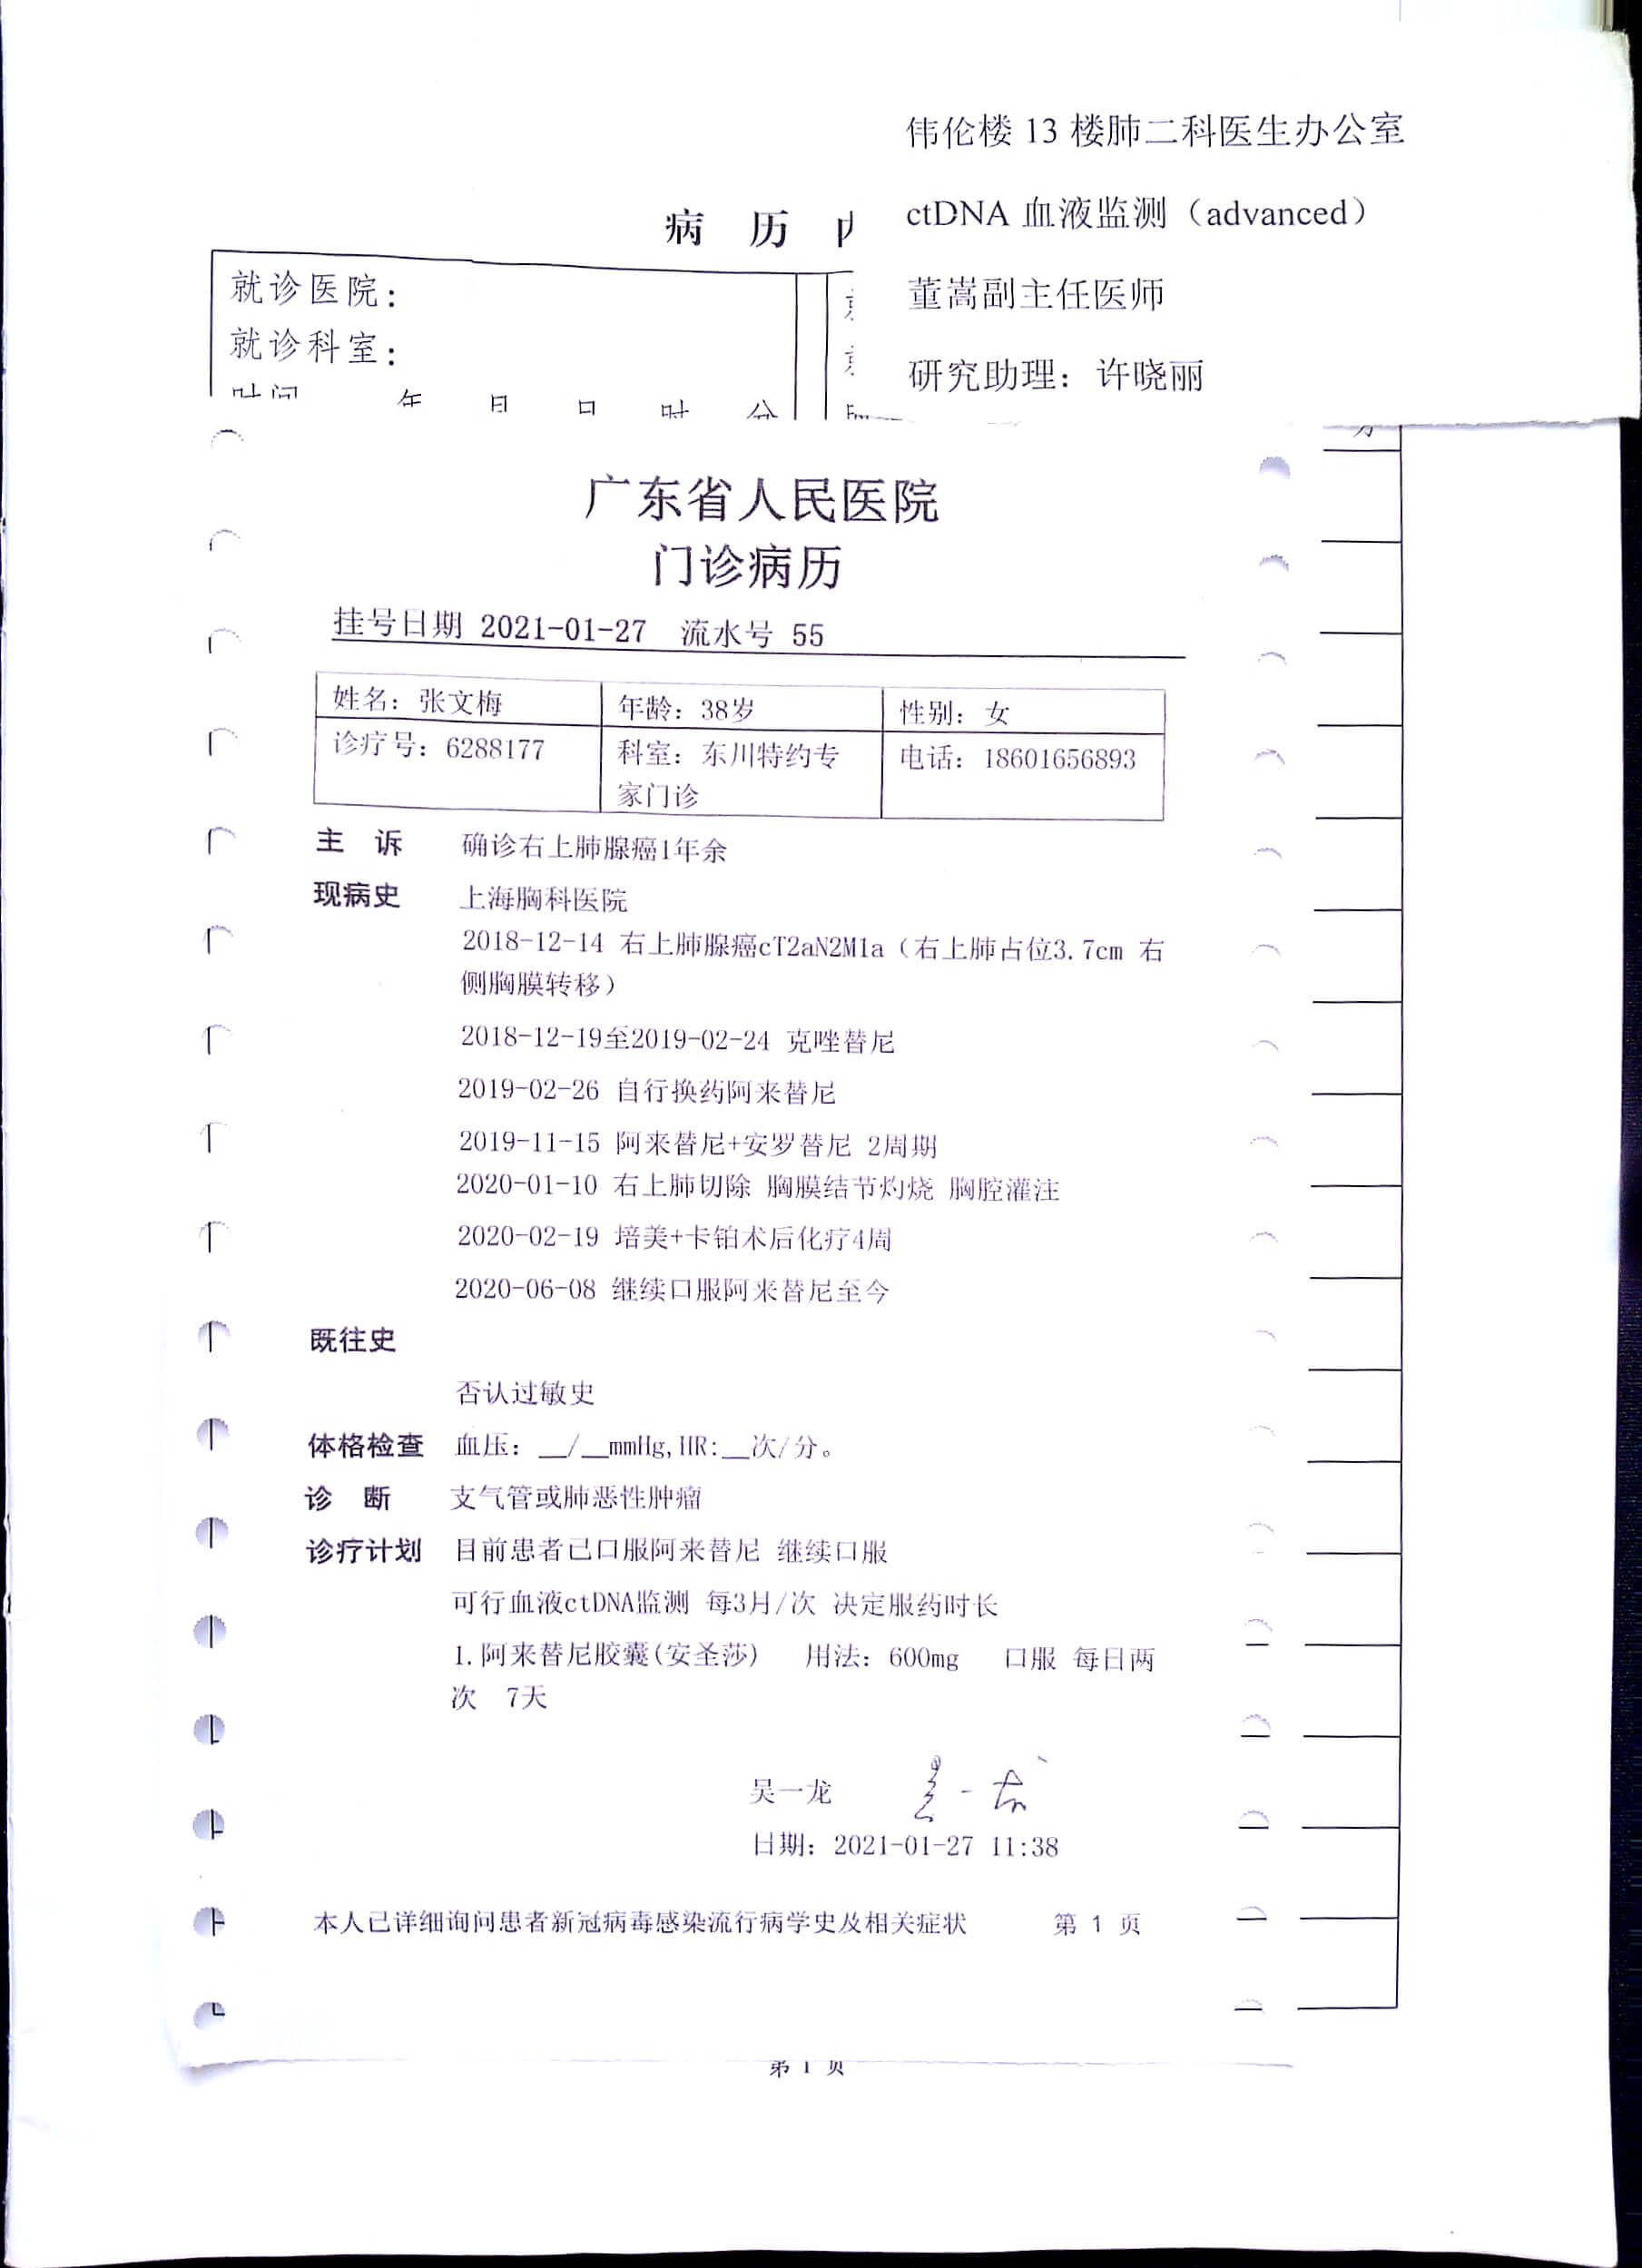 伟伦楼 13 楼肺二科医生办公室
ctDNA 血液监测（advanced）
董嵩副主任医师
研究助理：许晓丽
病 历
就诊医院：
就诊科室：
时间 年 月 日 时 分
广东省人民医院
门诊病历
挂号日期 2021-01-27 流水号 55
姓名：张文梅 年龄：38岁 性别：女
诊疗号：6288177 科室：东川特约专 电话：18601656893
家门诊
主 诉 确诊右上肺腺癌1年余
现病史 上海胸科医院
2018-12-14 右上肺腺癌cT2aN2M1a（右上肺占位3.7cm 右
侧胸膜转移）
2018-12-19至2019-02-24 克唑替尼
2019-02-26 自行换药阿来替尼
2019-11-15 阿来替尼+安罗替尼 2周期
2020-01-10 右上肺切除 胸膜结节灼烧 胸腔灌注
2020-02-19 培美+卡铂术后化疗4周
2020-06-08 继续口服阿来替尼至今
既往史
否认过敏史
体格检查 血压：__/__mmHg,HR:__次/分。
诊 断 支气管或肺恶性肿瘤
诊疗计划 目前患者已口服阿来替尼 继续口服
可行血液ctDNA监测 每3月/次 决定服药时长
1.阿来替尼胶囊(安圣莎) 用法：600mg 口服 每日两
次 7天
吴一龙 吴一龙
日期：2021-01-27 11:38
本人已详细询问患者新冠病毒感染流行病学史及相关症状 第 1 页
第 1 页